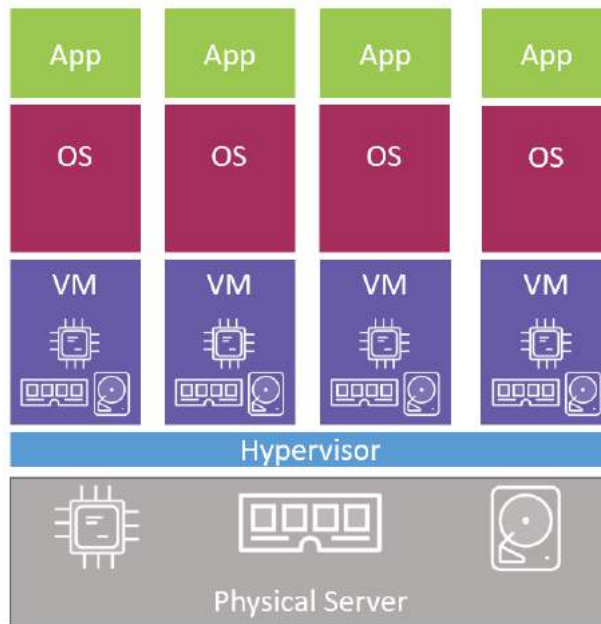 App App App App
OS OS OS OS
VM VM VM VM
Hypervisor
Physical Server